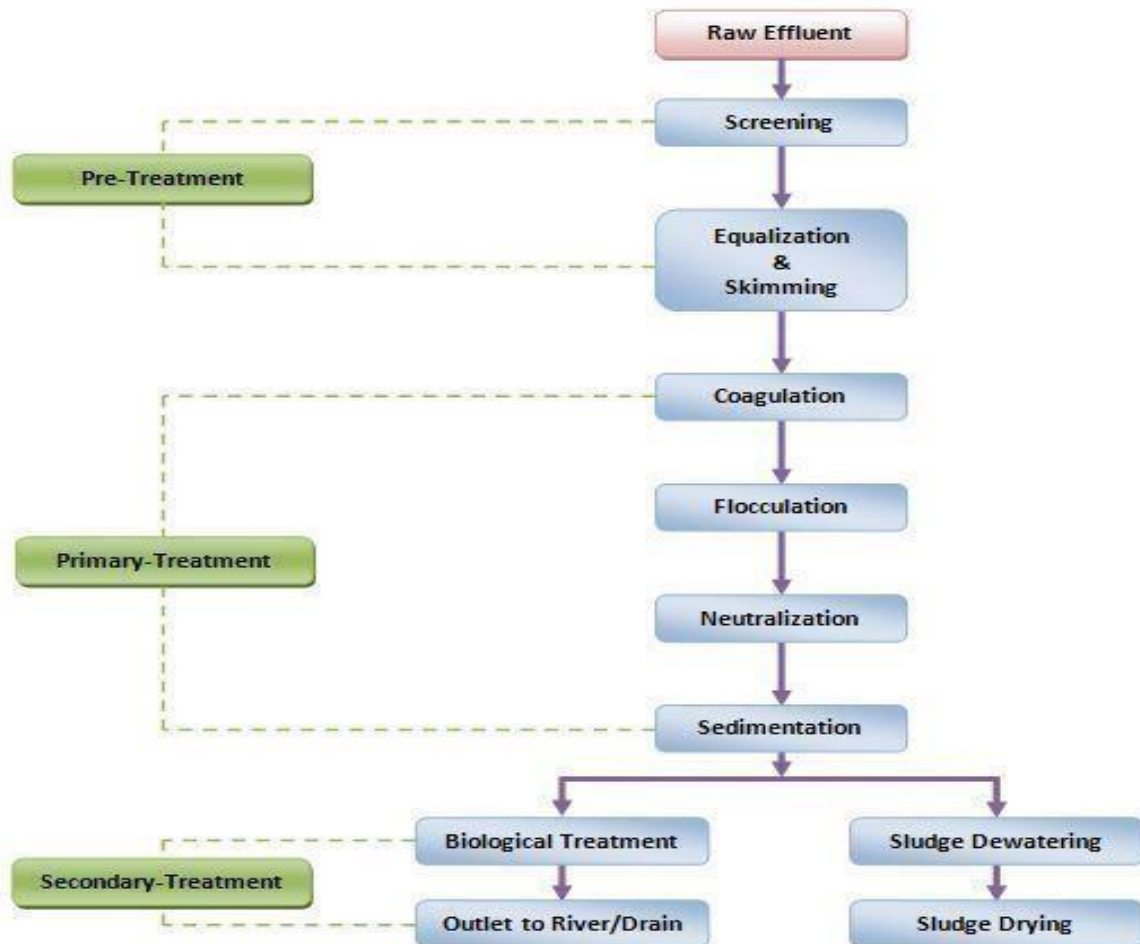 Raw Effluent
Screening
Pre-Treatment
Equalization
&
Skimming
Coagulation
Flocculation
Primary-Treatment
Neutralization
Sedimentation
Biological Treatment
Sludge Dewatering
Secondary-Treatment
Outlet to River/Drain
Sludge Drying